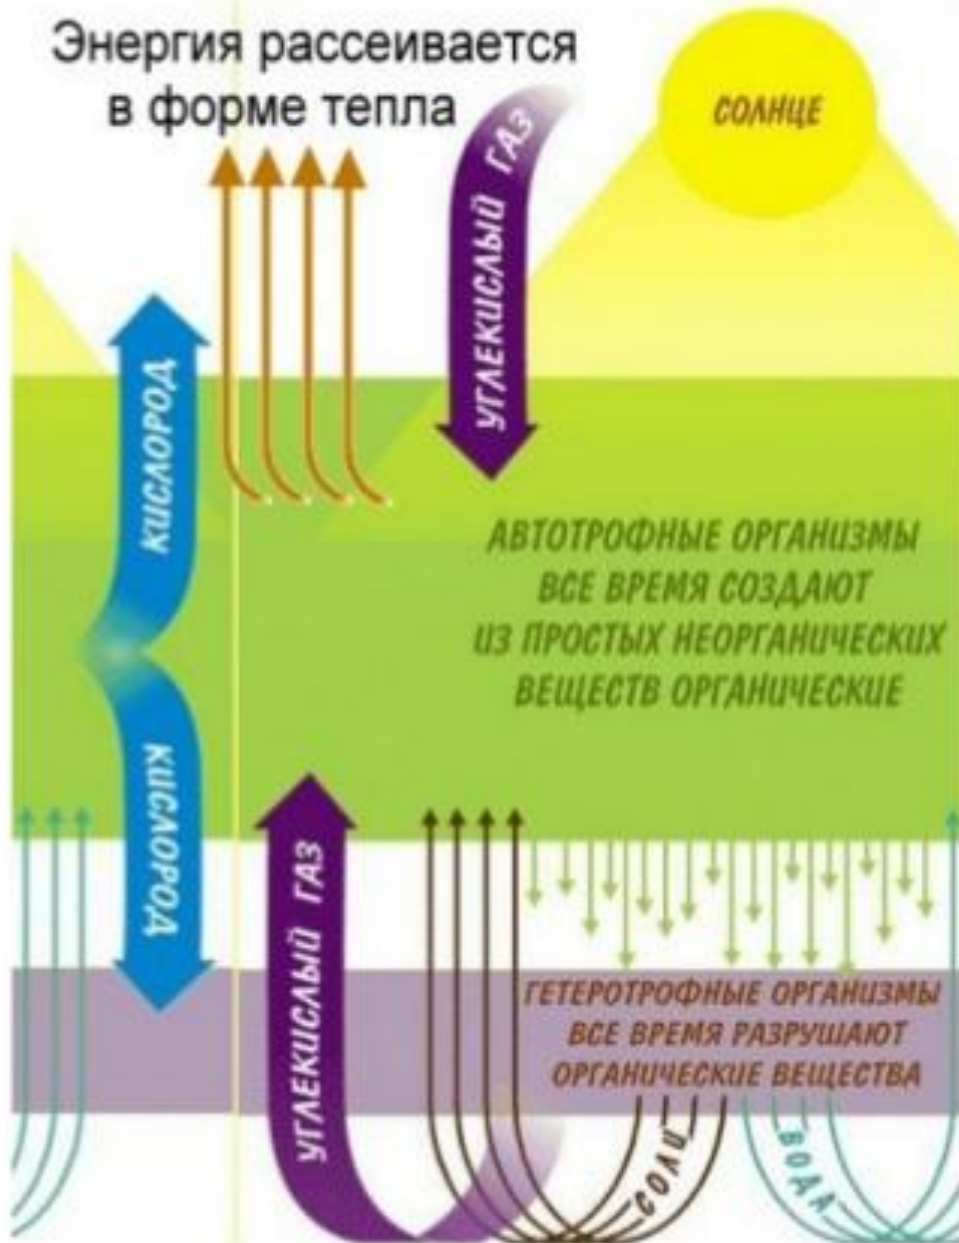 Энергия рассеивается
в форме тепла
СОЛНЦЕ
УГЛЕКИСЛЫЙ ГАЗ
КИСЛОРОД
АВТОТРОФНЫЕ ОРГАНИЗМЫ
ВСЕ ВРЕМЯ СОЗДАЮТ
ИЗ ПРОСТЫХ НЕОРГАНИЧЕСКИХ
ВЕЩЕСТВ ОРГАНИЧЕСКИЕ
КИСЛОРОД
УГЛЕКИСЛЫЙ ГАЗ
ГЕТЕРОТРОФНЫЕ ОРГАНИЗМЫ
ВСЕ ВРЕМЯ РАЗРУШАЮТ
ОРГАНИЧЕСКИЕ ВЕЩЕСТВА
СОЛИ
ВОДА